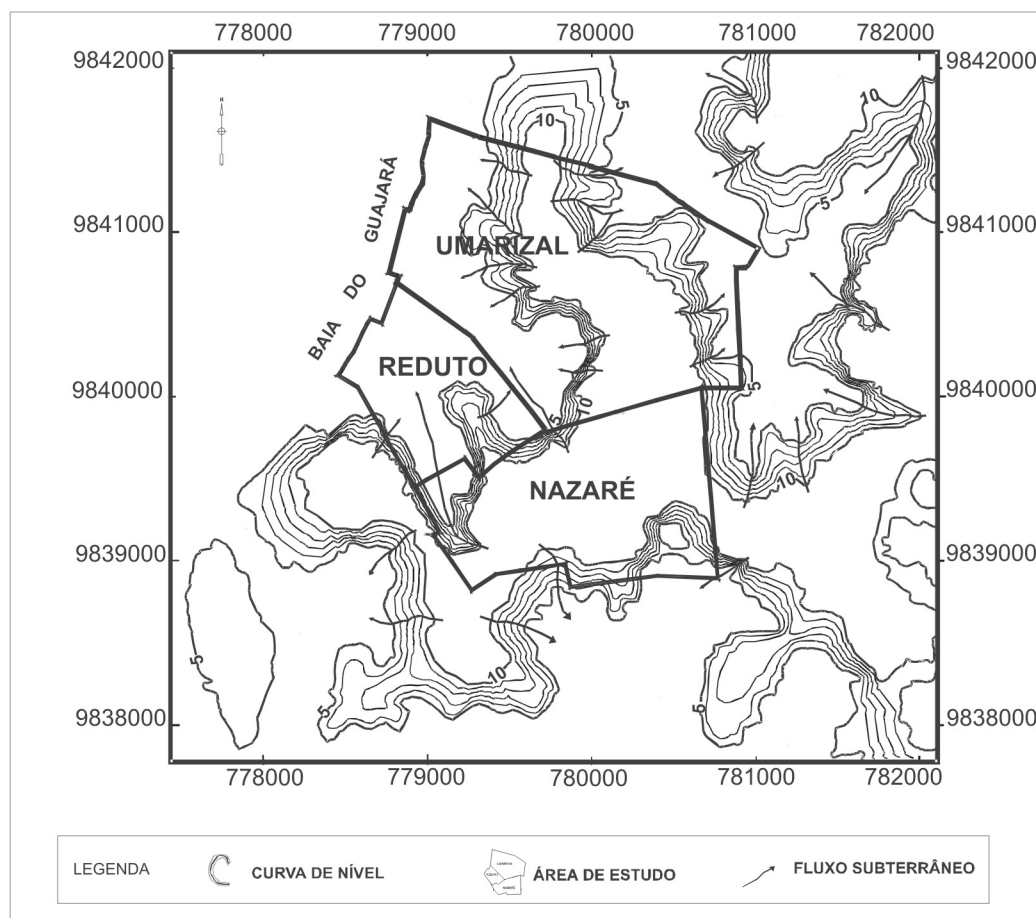 778000 779000 780000 781000 782000
9842000 9842000
N
5
10
10
GUAJARÁ
5
9841000 9841000
UMARIZAL
DO
BAIA
REDUTO
9840000 9840000
5
10
5
NAZARÉ
10
9839000 9839000
5
10
5
5
9838000 9838000
778000 779000 780000 781000 782000
LEGENDA CURVA DE NÍVEL ÁREA DE ESTUDO FLUXO SUBTERRÂNEO